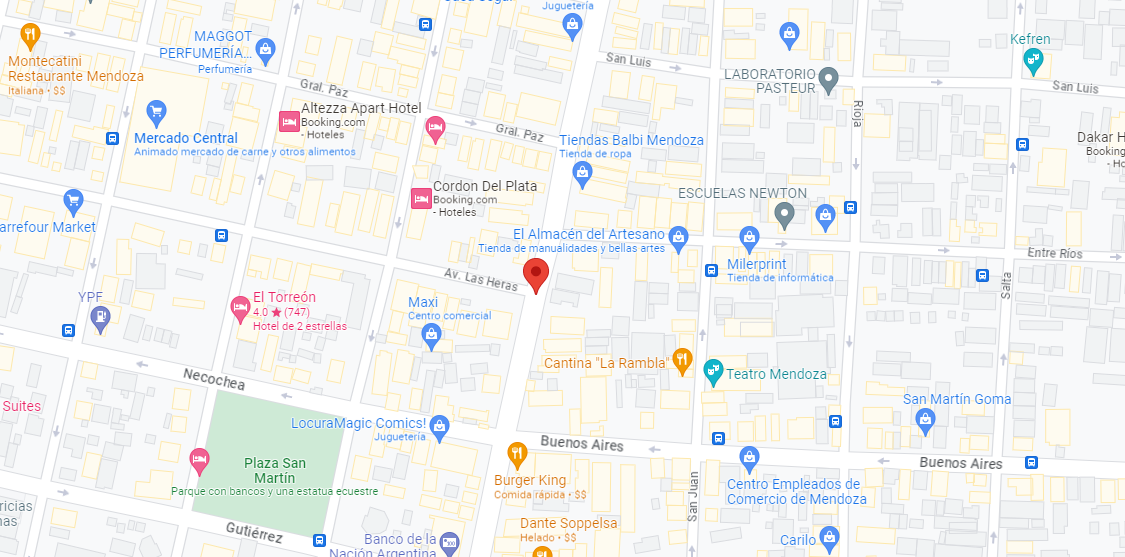 Juguetería
MAGGOT
PERFUMERÍA...
Perfumería
Montecatini
Restaurante Mendoza
Italiana • $$
San Luis
Kefren
LABORATORIO
PASTEUR
San Luis
Rioja
Gral. Paz
Altezza Apart Hotel
Booking.com
- Hoteles
Gral. Paz
Mercado Central
Animado mercado de carne y otros alimentos
Tiendas Balbi Mendoza
Tienda de ropa
Dakar H
Booking
- Ho
Cordon Del Plata
Booking.com
- Hoteles
ESCUELAS NEWTON
arrefour Market
El Almacén del Artesano
Tienda de manualidades y bellas artes
Entre Ríos
Milerprint
Tienda de informática
Av. Las Heras
Salta
YPF
El Torreón
4.0 ★ (747)
Hotel de 2 estrellas
Maxi
Centro comercial
Cantina "La Rambla"
Teatro Mendoza
Necochea
Suites
San Martín Goma
LocuraMagic Comics!
Juguetería
Buenos Aires
Buenos Aires
Plaza San
Martín
Parque con bancos y una estatua ecuestre
Burger King
Comida rápida • $$
San Juan
Centro Empleados de
Comercio de Mendoza
ricias
nas
Gutiérrez
Dante Soppelsa
Helado • $$
Banco de la
Nación Argentina
Carilo